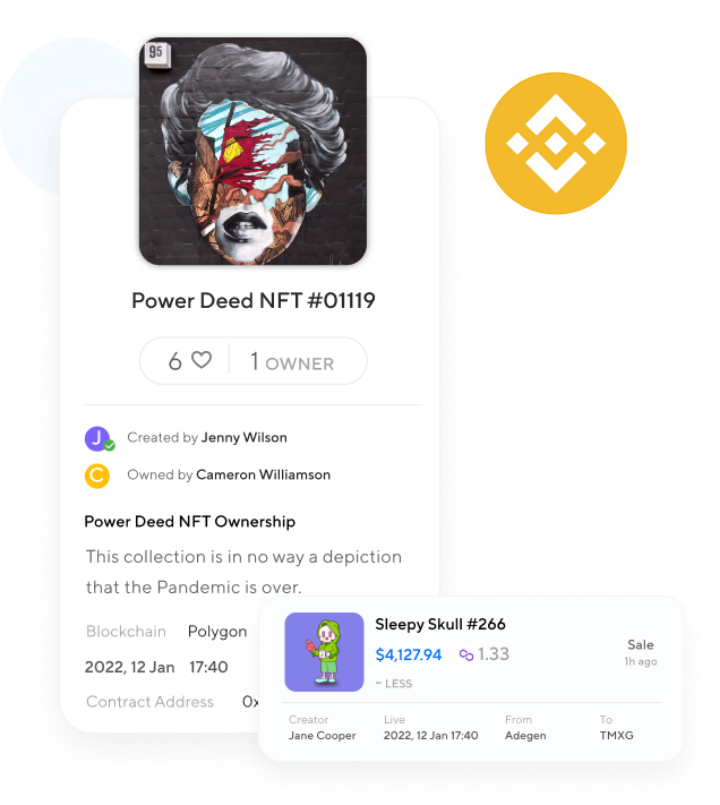 95
Power Deed NFT #01119
6 1 OWNER
J Created by Jenny Wilson
C Owned by Cameron Williamson
Power Deed NFT Ownership
This collection is in no way a depiction
that the Pandemic is over.
Blockchain Polygon
2022, 12 Jan 17:40
Contract Address 0x
Sleepy Skull #266
$4,127.94 1.33
Sale
1h ago
− LESS
Creator Live From To
Jane Cooper 2022, 12 Jan 17:40 Adegen TMXG